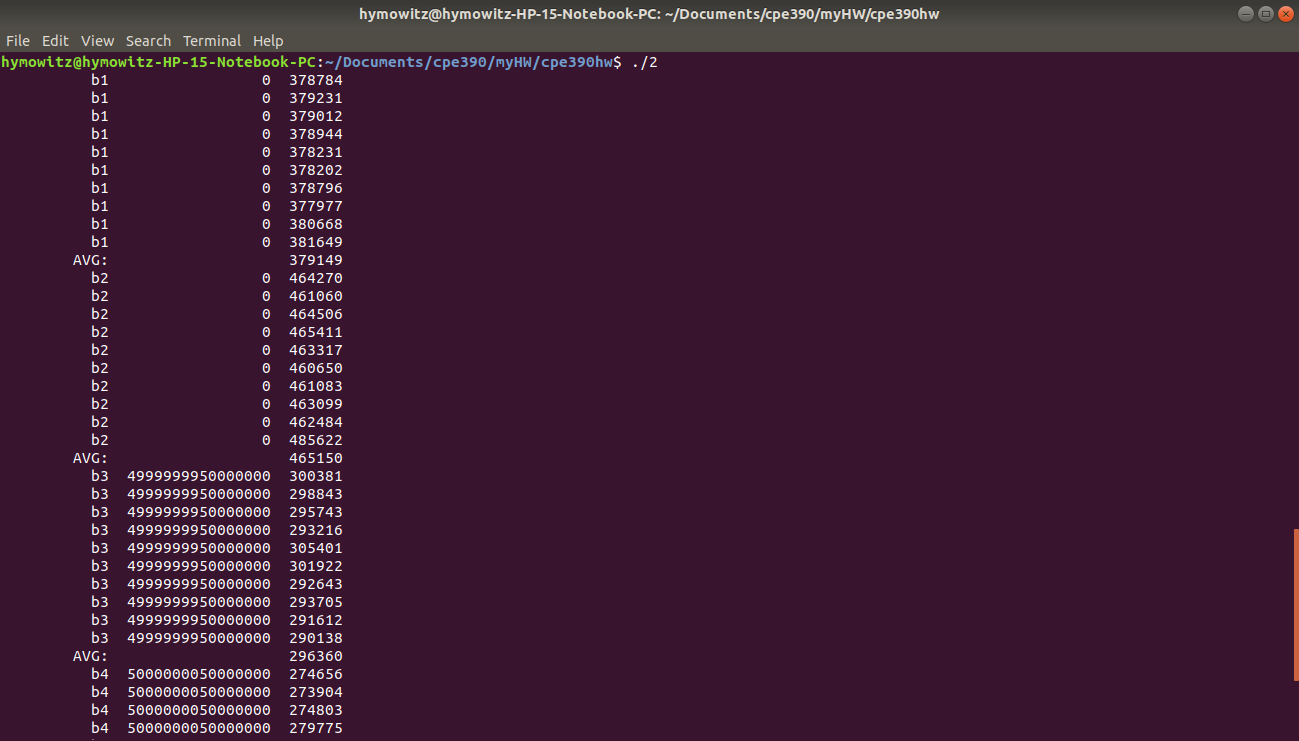 hymowitz@hymowitz-HP-15-Notebook-PC: ~/Documents/cpe390/myHW/cpe390hw
File Edit View Search Terminal Help
hymowitz@hymowitz-HP-15-Notebook-PC:~/Documents/cpe390/myHW/cpe390hw$ ./2
b1 0 378784
b1 0 379231
b1 0 379012
b1 0 378944
b1 0 378231
b1 0 378202
b1 0 378796
b1 0 377977
b1 0 380668
b1 0 381649
AVG: 379149
b2 0 464270
b2 0 461060
b2 0 464506
b2 0 465411
b2 0 463317
b2 0 460650
b2 0 461083
b2 0 463099
b2 0 462484
b2 0 485622
AVG: 465150
b3 4999999950000000 300381
b3 4999999950000000 298843
b3 4999999950000000 295743
b3 4999999950000000 293216
b3 4999999950000000 305401
b3 4999999950000000 301922
b3 4999999950000000 292643
b3 4999999950000000 293705
b3 4999999950000000 291612
b3 4999999950000000 290138
AVG: 296360
b4 5000000050000000 274656
b4 5000000050000000 273904
b4 5000000050000000 274803
b4 5000000050000000 279775